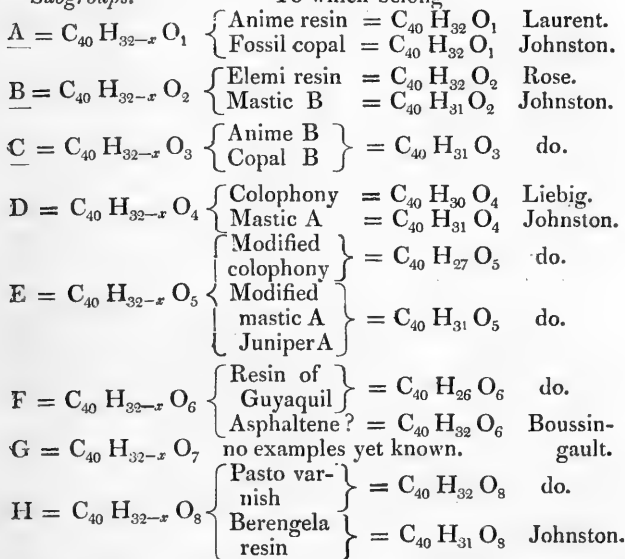 Subgroups. To which belong
A = C₄₀ H₃₂₋ₓ O₁ { Anime resin = C₄₀ H₃₂ O₁ Laurent.
Fossil copal = C₄₀ H₃₂ O₁ Johnston.
B = C₄₀ H₃₂₋ₓ O₂ { Elemi resin = C₄₀ H₃₂ O₂ Rose.
Mastic B = C₄₀ H₃₁ O₂ Johnston.
C = C₄₀ H₃₂₋ₓ O₃ { Anime B
Copal B } = C₄₀ H₃₁ O₃ do.
D = C₄₀ H₃₂₋ₓ O₄ { Colophony = C₄₀ H₃₀ O₄ Liebig.
Mastic A = C₄₀ H₃₁ O₄ Johnston.
E = C₄₀ H₃₂₋ₓ O₅ { Modified
colophony } = C₄₀ H₂₇ O₅ do.
Modified
mastic A
Juniper A } = C₄₀ H₃₁ O₅ do.
F = C₄₀ H₃₂₋ₓ O₆ { Resin of
Guyaquil } = C₄₀ H₂₆ O₆ do.
Asphaltene? = C₄₀ H₃₂ O₆ Boussin-
G = C₄₀ H₃₂₋ₓ O₇ no examples yet known. gault.
H = C₄₀ H₃₂₋ₓ O₈ { Pasto var-
nish } = C₄₀ H₃₂ O₈ do.
Berengela
resin } = C₄₀ H₃₁ O₈ Johnston.